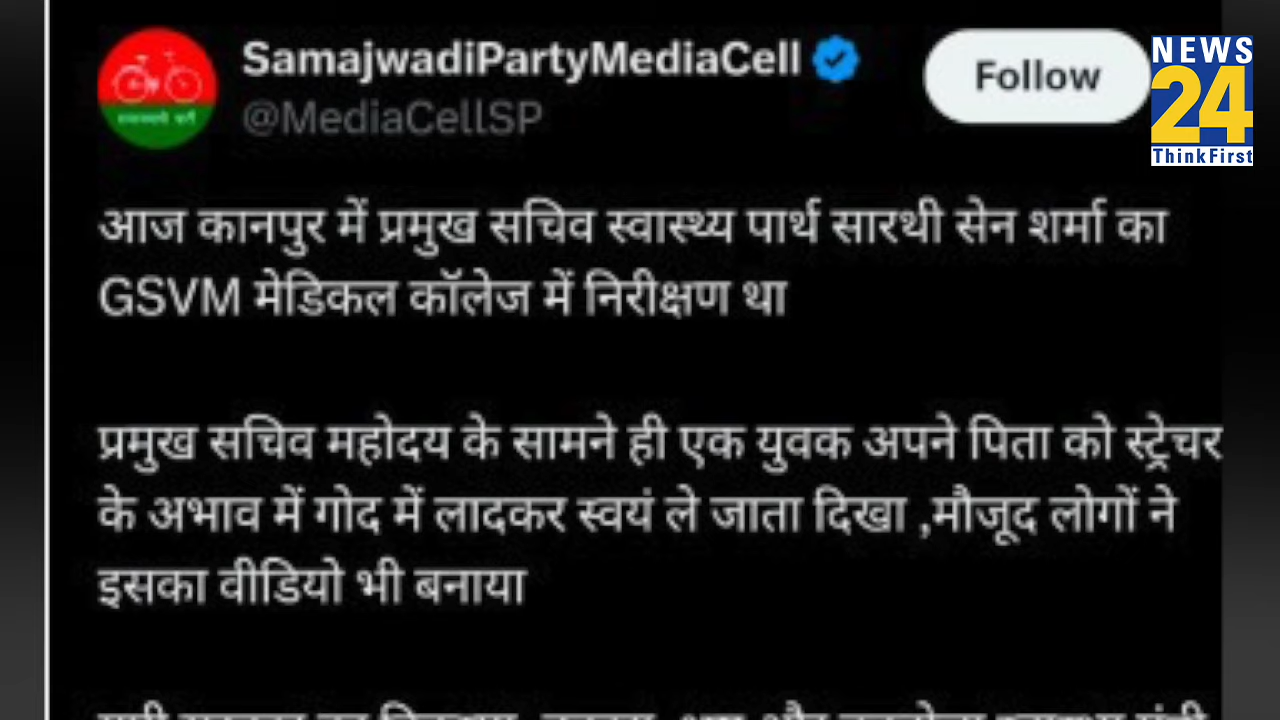 SamajwadiPartyMediaCell
@MediaCellSP
Follow
NEWS
24
ThinkFirst
आज कानपुर में प्रमुख सचिव स्वास्थ्य पार्थ सारथी सेन शर्मा का
GSVM मेडिकल कॉलेज में निरीक्षण था
प्रमुख सचिव महोदय के सामने ही एक युवक अपने पिता को स्ट्रेचर
के अभाव में गोद में लादकर स्वयं ले जाता दिखा ,मौजूद लोगों ने
इसका वीडियो भी बनाया